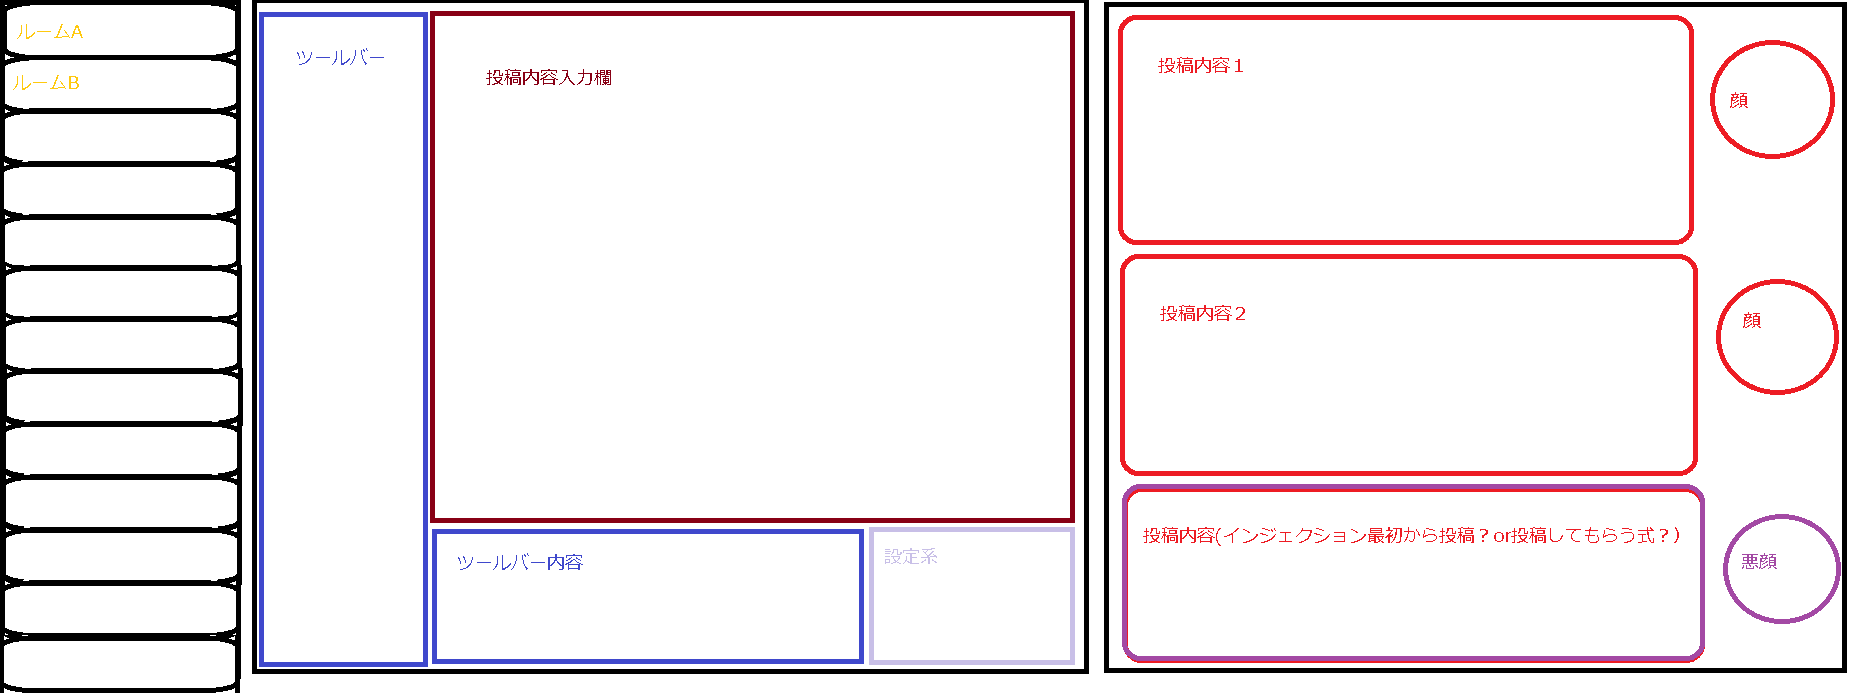 ルームA
ルームB
ツールバー
投稿内容入力欄
ツールバー内容
設定系
投稿内容１
顔
投稿内容２
顔
投稿内容(インジェクション最初から投稿？or投稿してもらう式？)
悪顔